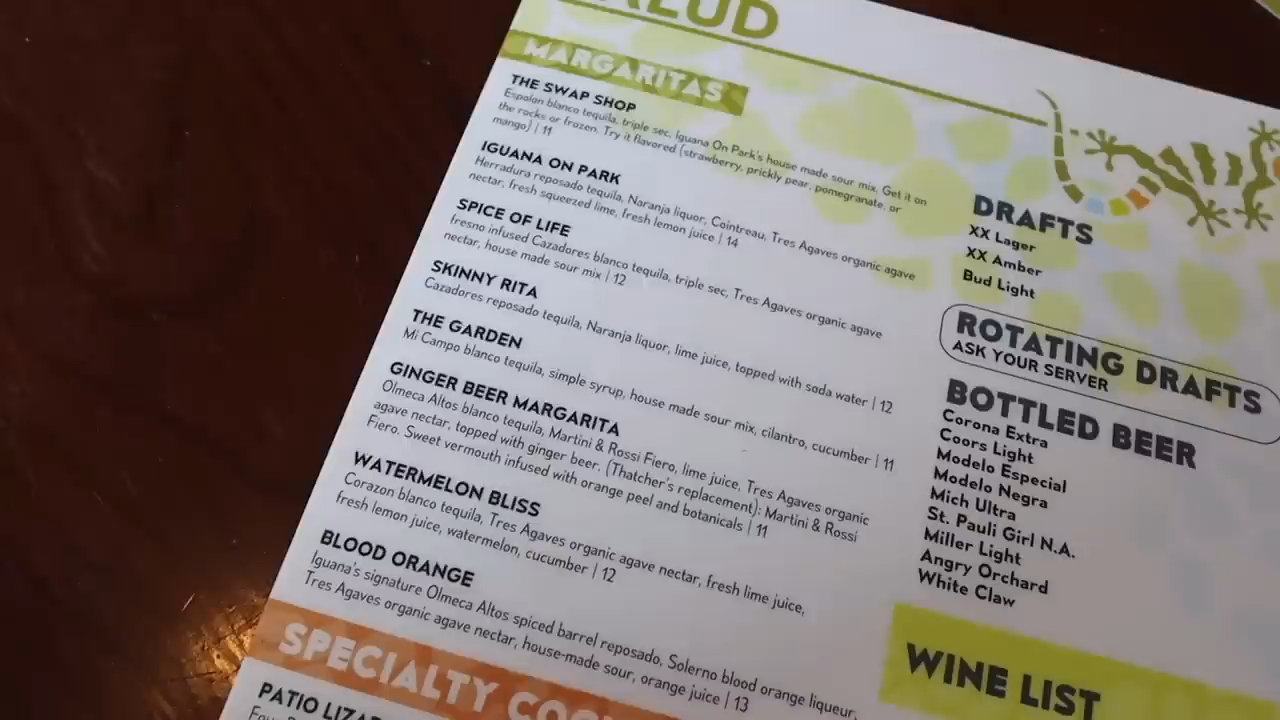 MARGARITAS
THE SWAP SHOP
Espolon blanco tequila, triple sec, Iguana On Park's house made sour mix. Get it on
the rocks or frozen. Try it flavored (strawberry, prickly pear, pomegranate, or
mango) | 11
IGUANA ON PARK
Herradura reposado tequila, Naranja liquor, Cointreau, Tres Agaves organic agave
nectar, fresh squeezed lime, fresh lemon juice | 14
SPICE OF LIFE
fresno infused Cazadores blanco tequila, triple sec, Tres Agaves organic agave
nectar, house made sour mix | 12
SKINNY RITA
Cazadores reposado tequila, Naranja liquor, lime juice, topped with soda water | 12
THE GARDEN
Mi Campo blanco tequila, simple syrup, house made sour mix, cilantro, cucumber | 11
GINGER BEER MARGARITA
Olmeca Altos blanco tequila, Martini & Rossi Fiero, lime juice, Tres Agaves organic
agave nectar, topped with ginger beer. (Thatcher's replacement): Martini & Rossi
Fiero. Sweet vermouth infused with orange peel and botanicals | 11
WATERMELON BLISS
Corazon blanco tequila, Tres Agaves organic agave nectar, fresh lime juice,
fresh lemon juice, watermelon, cucumber | 12
BLOOD ORANGE
Iguana's signature Olmeca Altos spiced barrel reposado, Solerno blood orange liqueur,
Tres Agaves organic agave nectar, house-made sour, orange juice | 13
SPECIALTY
PATIO
DRAFTS
XX Lager
XX Amber
Bud Light
ROTATING DRAFTS
ASK YOUR SERVER
BOTTLED BEER
Corona Extra
Coors Light
Modelo Especial
Modelo Negra
Mich Ultra
St. Pauli Girl N.A.
Miller Light
Angry Orchard
White Claw
WINE LIST